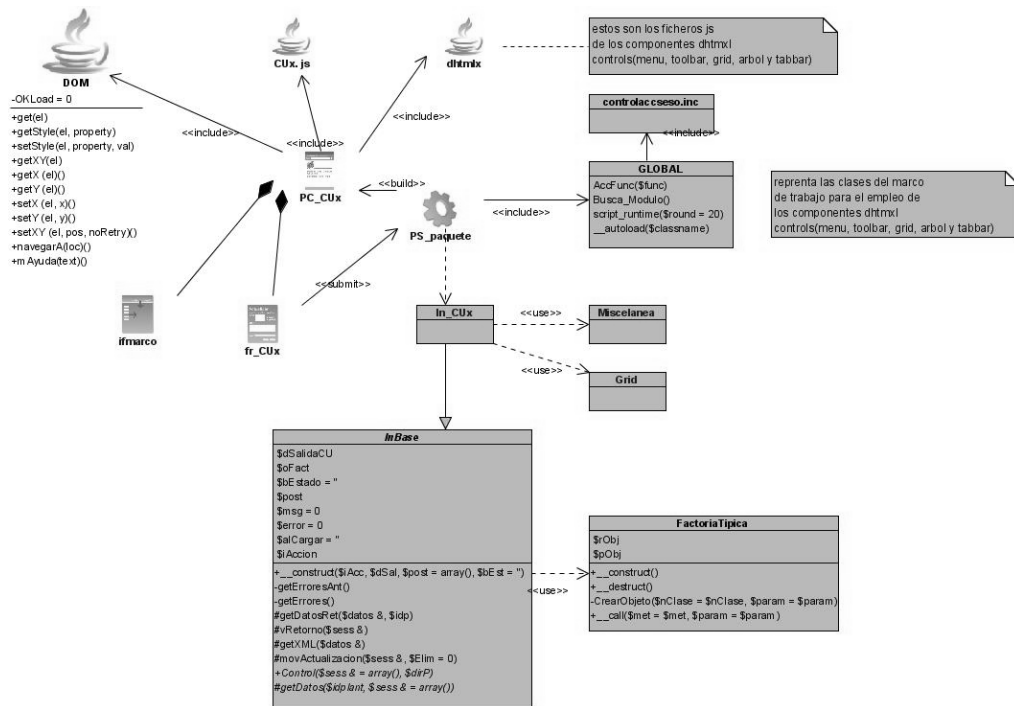 estos son los ficheros js
de los componentes dhtmxl
controls(menu, toolbar, grid, arbol y tabbar)
CUx.js
dhtmlx
DOM
-OKLoad = 0
+get(el)
+getStyle(el, property)
+setStyle(el, property, val)
+getXY(el)
+getX (el)()
+getY (el)()
+setX (el, x)()
+setY (el, y)()
+setXY (el, pos, noRetry)()
+navegarA(loc)()
+mAyuda(text)()
<<include>>
<<include>>
<<include>>
controlaccseso.inc
<<include>>
PC_CUx
<<build>>
PS_paquete
<<include>>
GLOBAL
AccFunc($func)
Busca_Modulo()
script_runtime($round = 20)
__autoload($classname)
reprenta las clases del marco
de trabajo para el empleo de
los componentes dhtmxl
controls(menu, toolbar, grid, arbol y tabbar)
<<submit>>
ifmarco
fr_CUx
In_CUx
<<use>>
Miscelanea
<<use>>
Grid
InBase
$dSalidaCU
$oFact
$bEstado = ''
$post
$msg = 0
$error = 0
$alCargar = ''
$iAccion
+__construct($iAcc, $dSal, $post = array(), $bEst = '')
-getErroresAnt()
-getErrores()
#getDatosRet($datos &, $idp)
#vRetorno($sess &)
#getXML($datos &)
#movActualizacion($sess &, $Elim = 0)
+Control($sess & = array(), $dirP)
#getDatos($idplant, $sess & = array())
<<use>>
FactoriaTipica
$rObj
$pObj
+__construct()
+__destruct()
-CrearObjeto($nClase = $nClase, $param = $param)
+__call($met = $met, $param = $param )